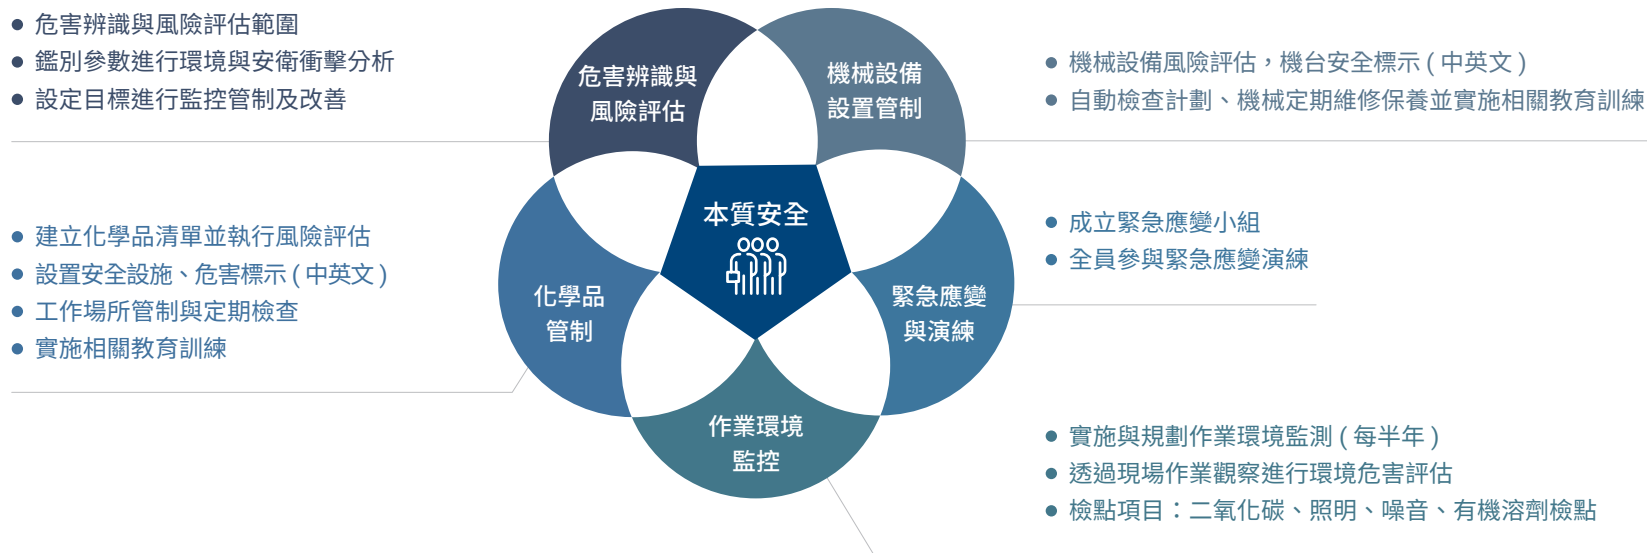 危害辨識與風險評估範圍
鑑別參數進行環境與安衛衝擊分析
設定目標進行監控管制及改善
危害辨識與
風險評估
機械設備
設置管制
機械設備風險評估，機台安全標示 ( 中英文 )
自動檢查計劃、機械定期維修保養並實施相關教育訓練
建立化學品清單並執行風險評估
設置安全設施、危害標示 ( 中英文 )
工作場所管制與定期檢查
實施相關教育訓練
化學品
管制
本質安全
緊急應變
與演練
成立緊急應變小組
全員參與緊急應變演練
作業環境
監控
實施與規劃作業環境監測 ( 每半年 )
透過現場作業觀察進行環境危害評估
檢點項目：二氧化碳、照明、噪音、有機溶劑檢點